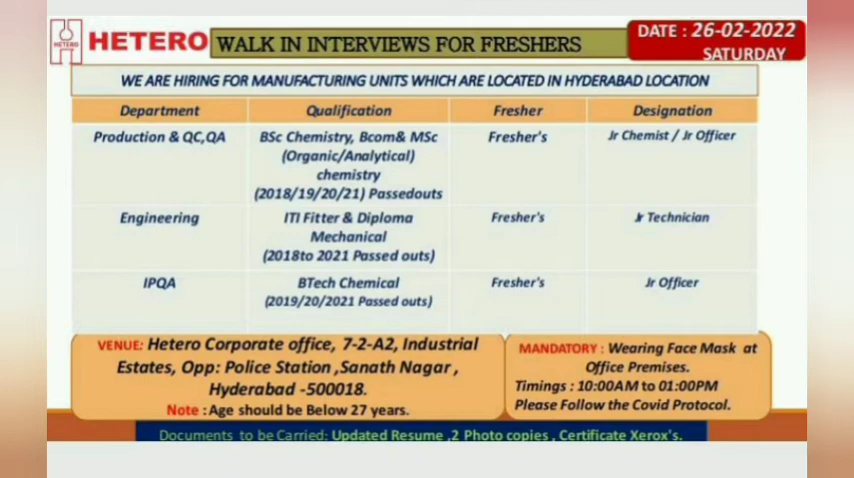 HETERO
HETERO
WALK IN INTERVIEWS FOR FRESHERS
DATE : 26-02-2022
SATURDAY
WE ARE HIRING FOR MANUFACTURING UNITS WHICH ARE LOCATED IN HYDERABAD LOCATION
Department Qualification Fresher Designation
Production & QC,QA BSc Chemistry, Bcom& MSc Fresher's Jr Chemist / Jr Officer
(Organic/Analytical)
chemistry
(2018/19/20/21) Passedouts
Engineering ITI Fitter & Diploma Fresher's Jr Technician
Mechanical
(2018to 2021 Passed outs)
IPQA BTech Chemical Fresher's Jr Officer
(2019/20/2021 Passed outs)
VENUE: Hetero Corporate office, 7-2-A2, Industrial
Estates, Opp: Police Station ,Sanath Nagar ,
Hyderabad -500018.
Note : Age should be Below 27 years.
MANDATORY : Wearing Face Mask at
Office Premises.
Timings : 10:00AM to 01:00PM
Please Follow the Covid Protocol.
Documents to be Carried: Updated Resume ,2 Photo copies , Certificate Xerox's.